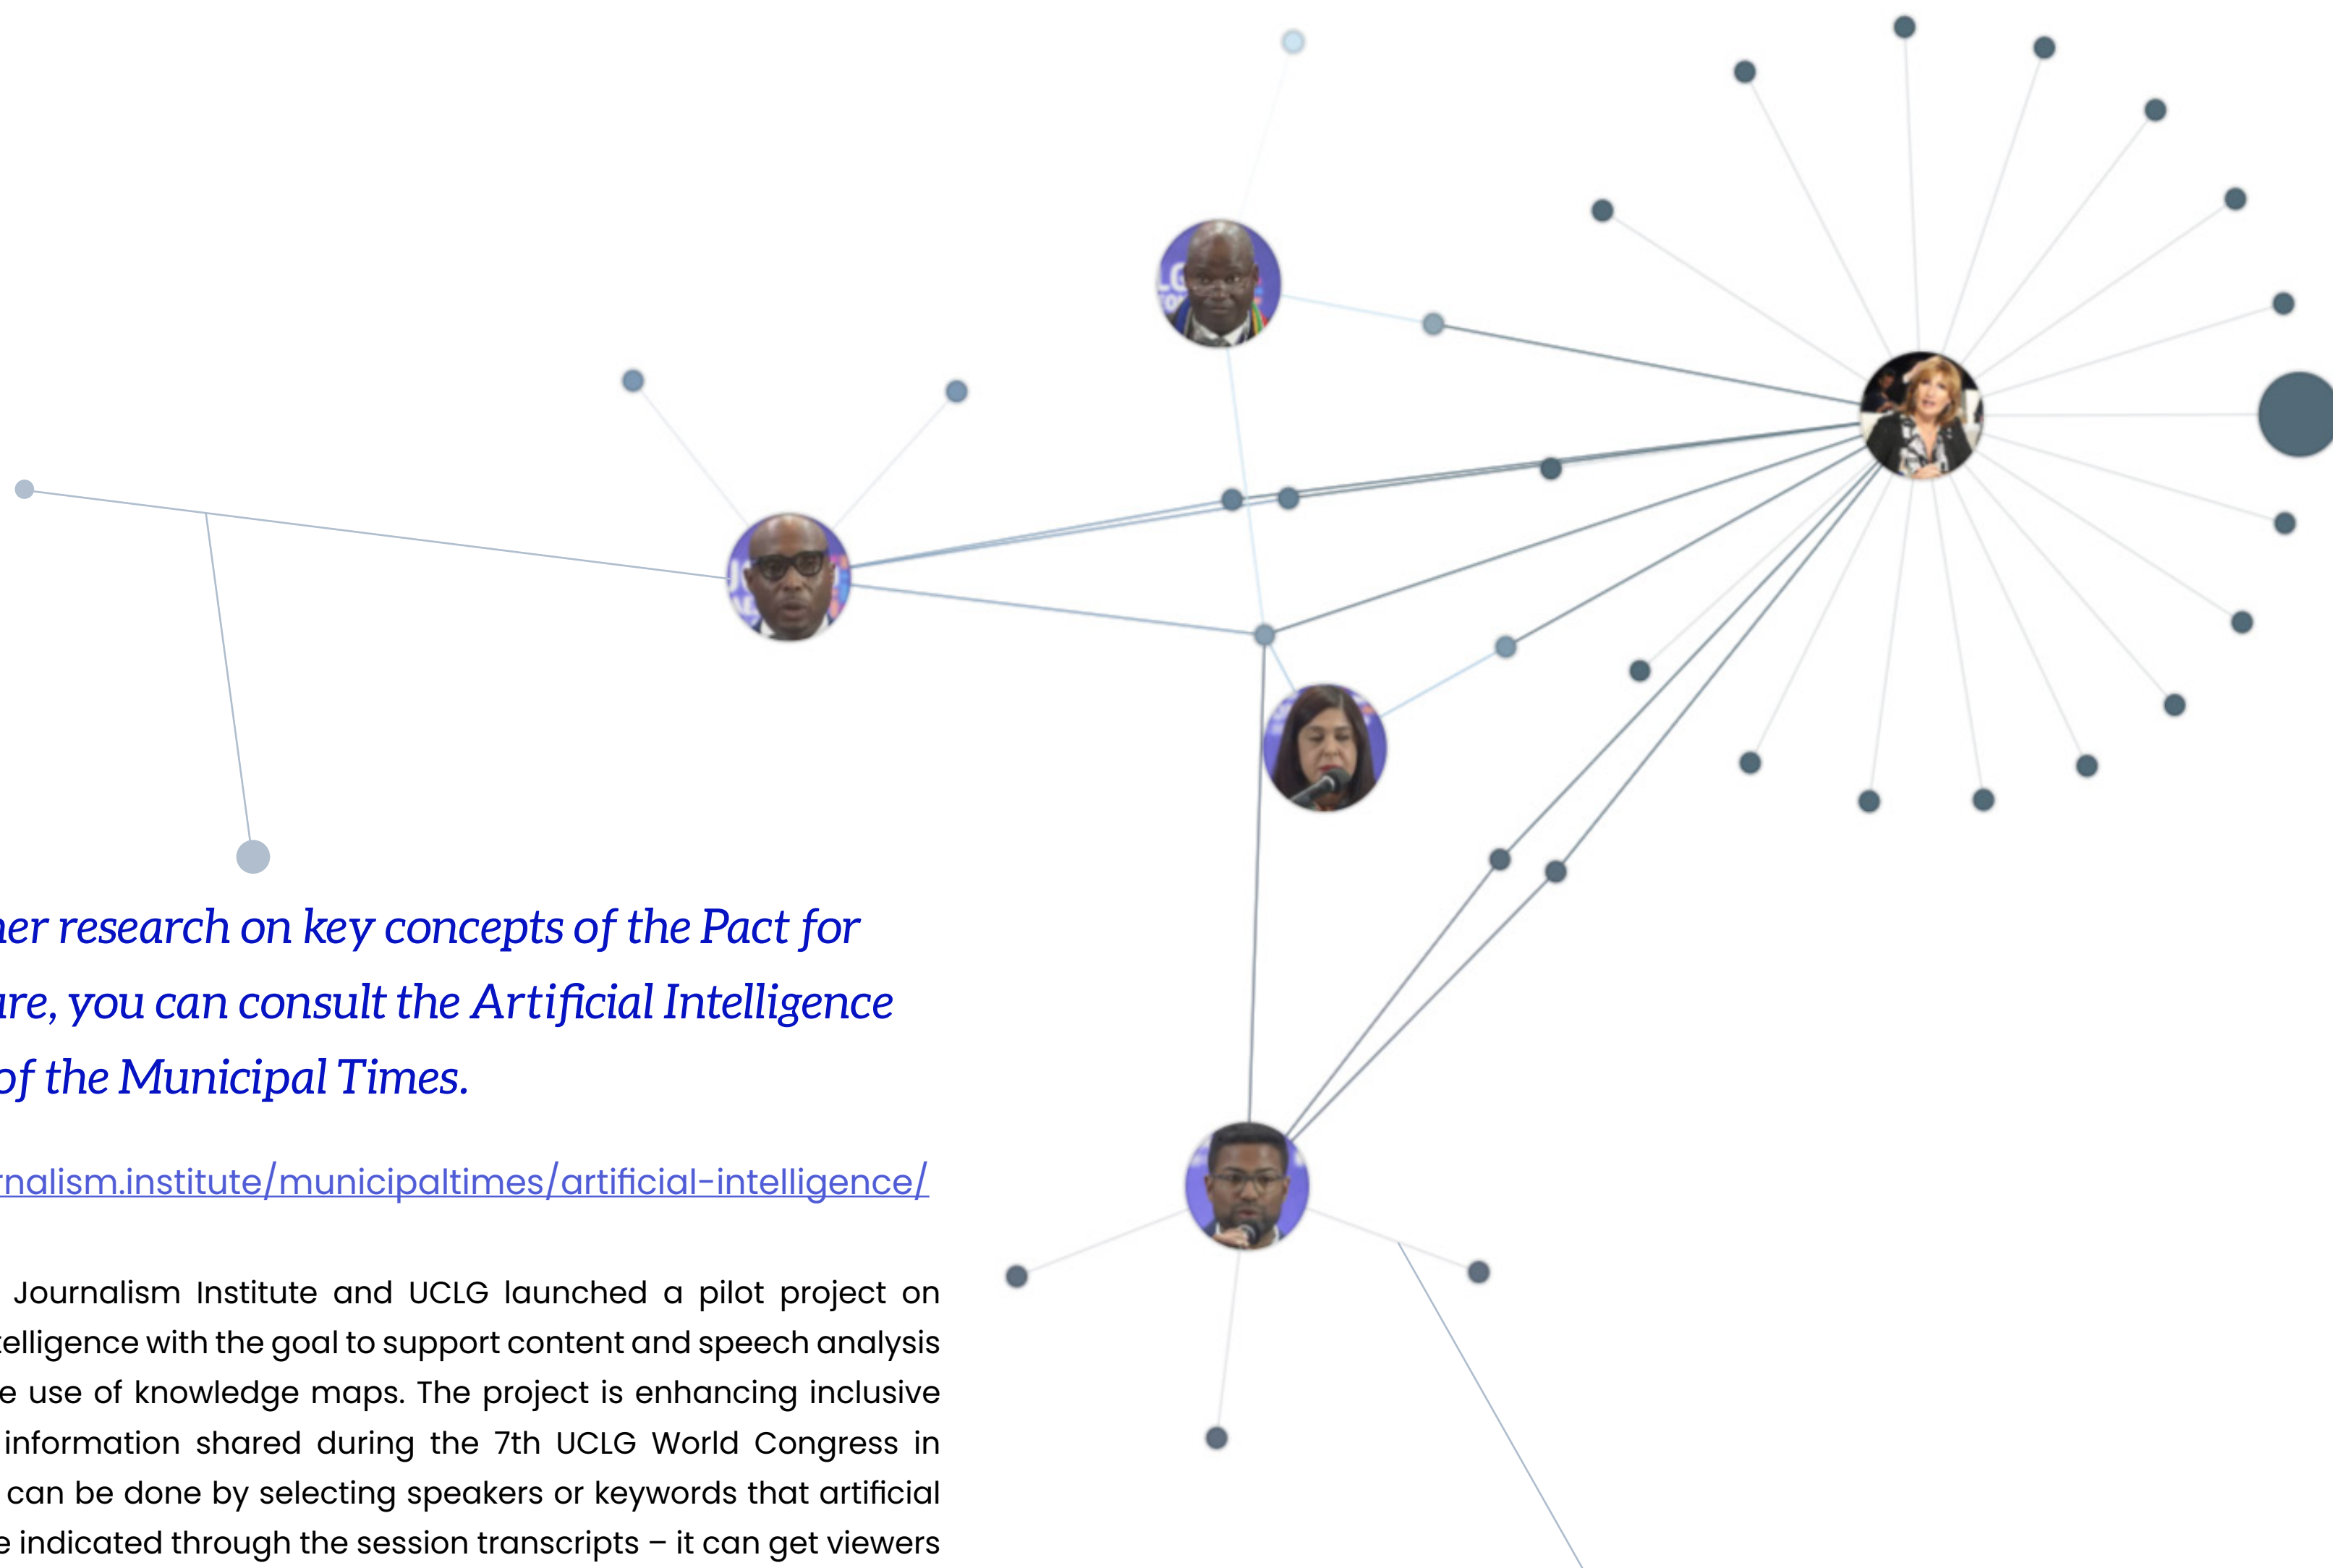 research on key concepts of the Pact for
you can consult the Artificial Intelligence
of the Municipal Times.
rnalism.institute/municipaltimes/artificial-intelligence/
Journalism Institute and UCLG launched a pilot project on
telligence with the goal to support content and speech analysis
use of knowledge maps. The project is enhancing inclusive
information shared during the 7th UCLG World Congress in
can be done by selecting speakers or keywords that artificial
indicated through the session transcripts – it can get viewers